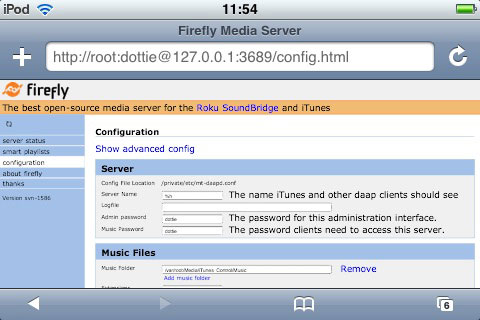 iPod
11:54
Firefly Media Server
http://root:dottie@127.0.0.1:3689/config.html
firefly
The best open-source media server for the Roku SoundBridge and iTunes
server status
smart playlists
configuration
about firefly
thanks
Version svn-1586
Configuration
Show advanced config
Server
Config File Location /private/etc/mt-daapd.conf
Server Name The name iTunes and other daap clients should see
Logfile
Admin password dottie The password for this administration interface.
Music Password dottie The password clients need to access this server.
Music Files
Music Folder /var/root/Media/iTunes_Control/Music Remove
Add music folder
6